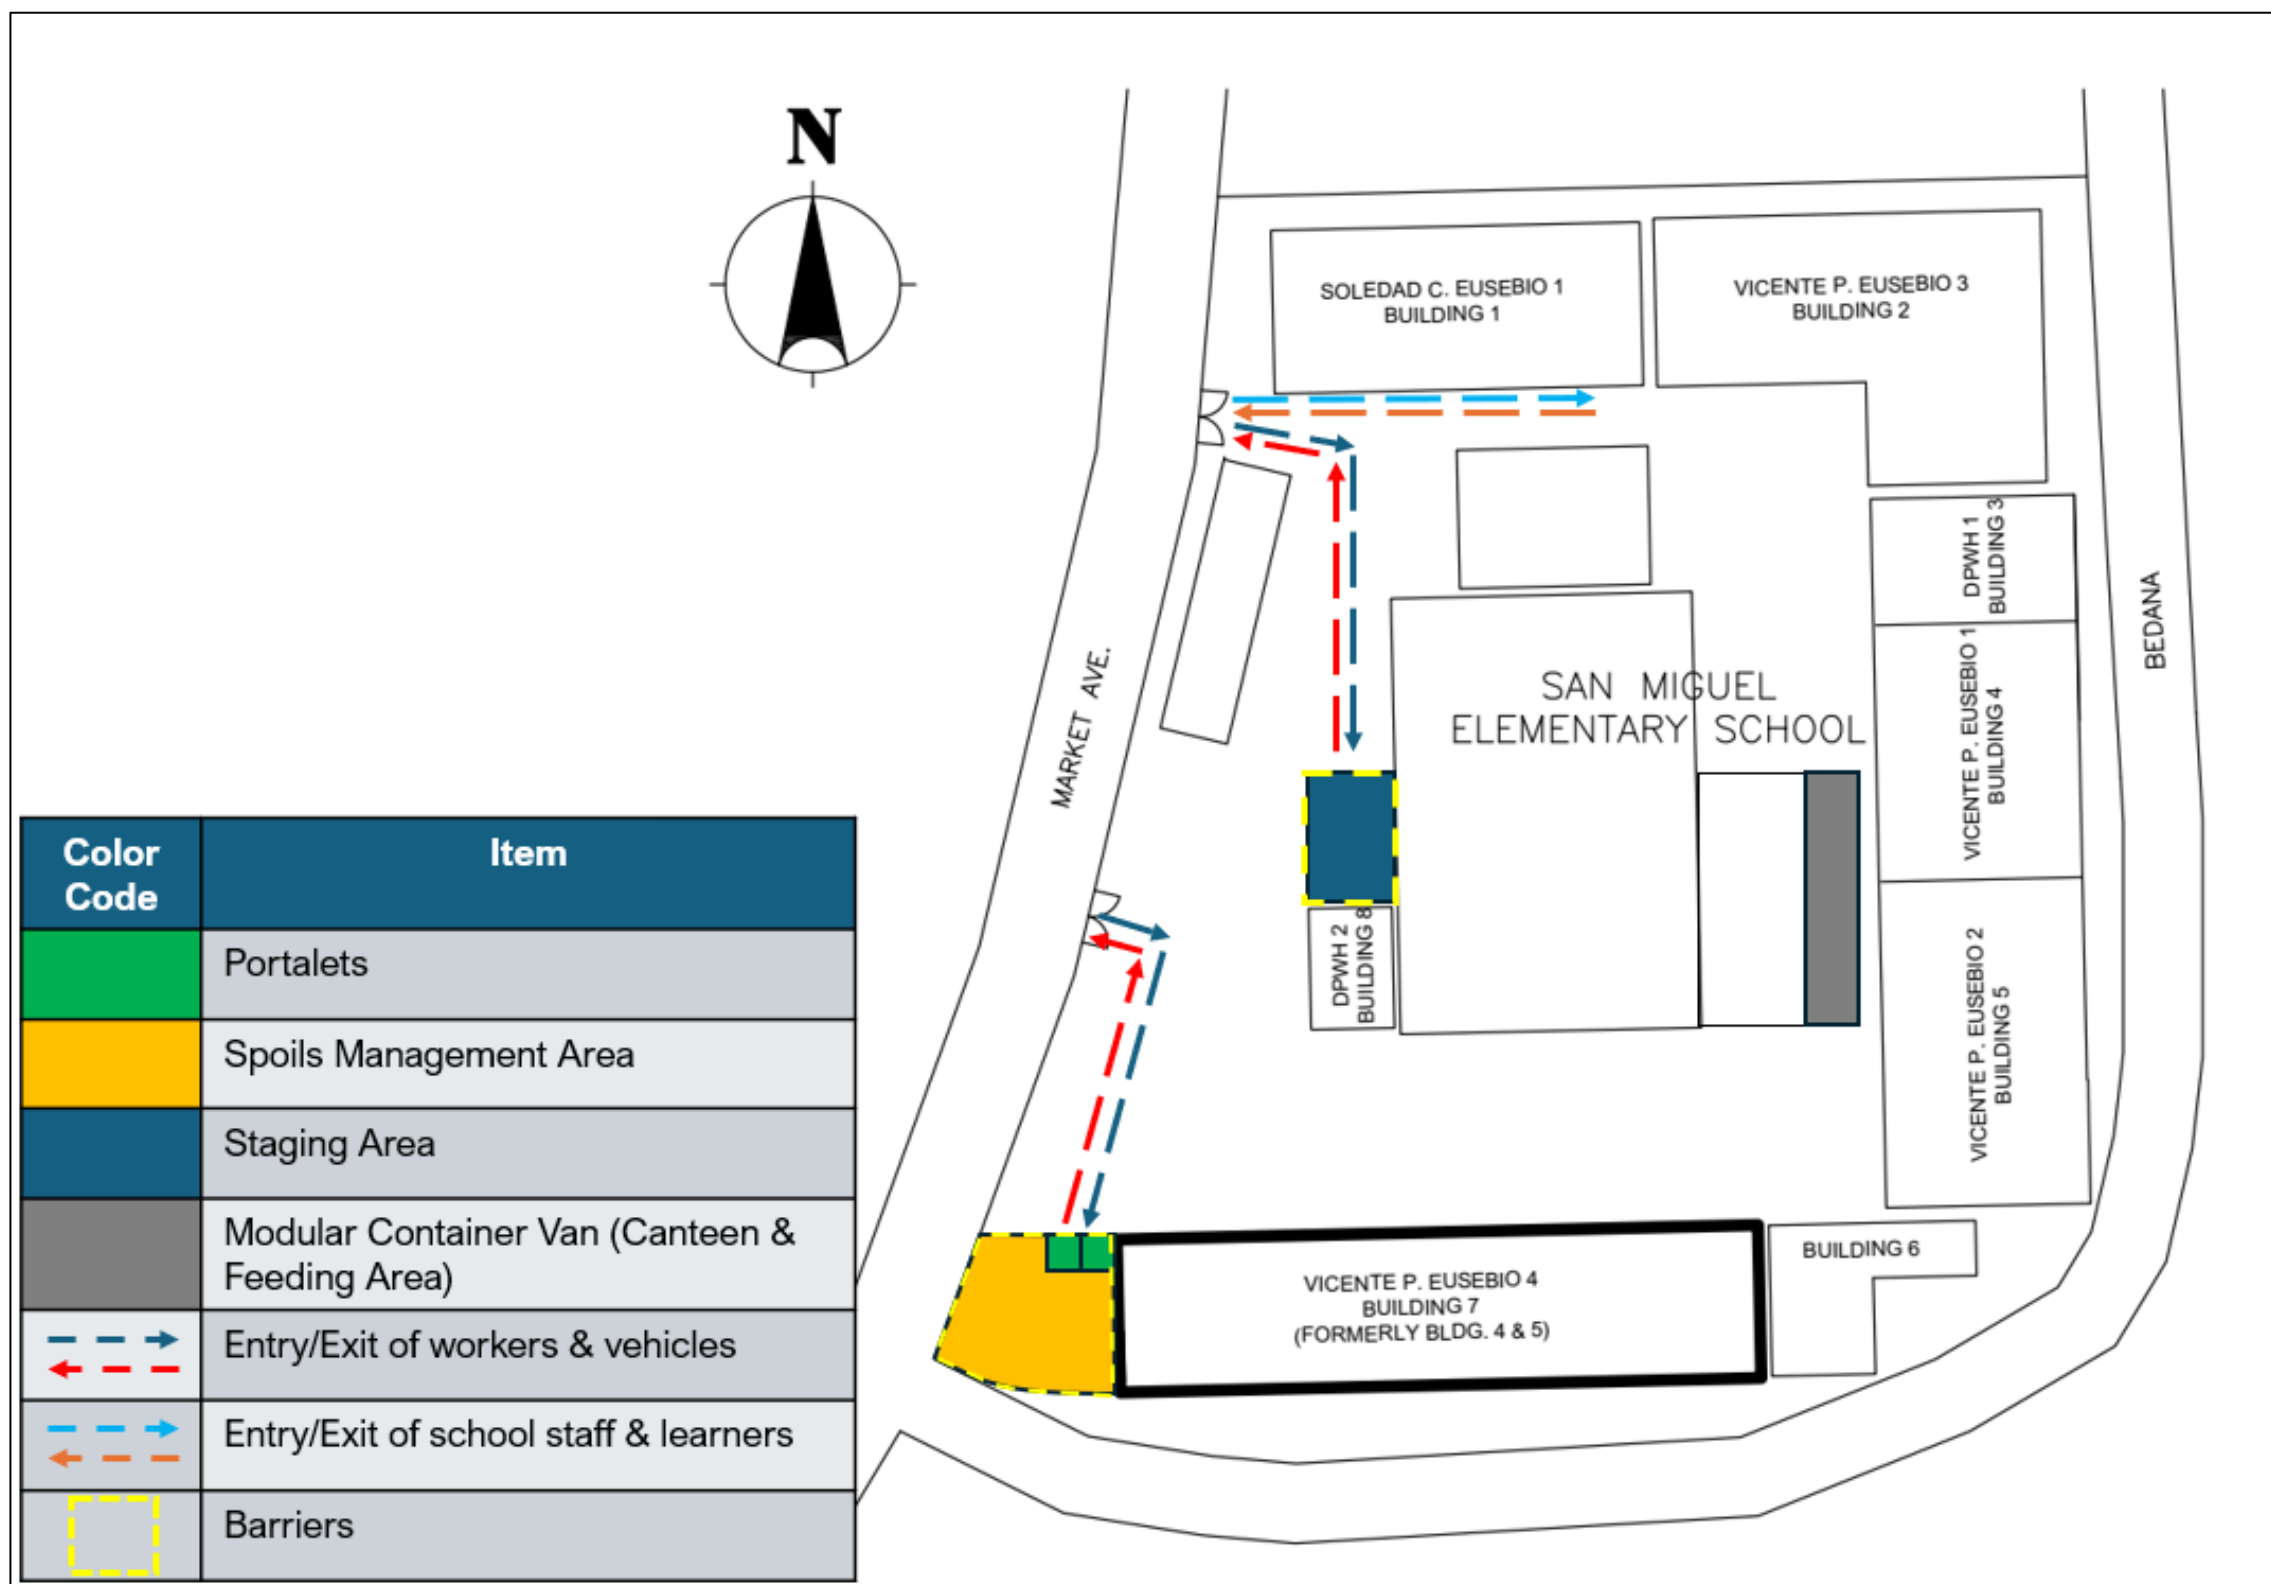 N
SOLEDAD C. EUSEBIO 1
BUILDING 1
VICENTE P. EUSEBIO 3
BUILDING 2
DPWH 1
BUILDING 3
VICENTE P. EUSEBIO 1
BUILDING 4
BEDANA
MARKET AVE.
SAN MIGUEL
ELEMENTARY SCHOOL
DPWH 2
BUILDING 8
VICENTE P. EUSEBIO 2
BUILDING 5
BUILDING 6
VICENTE P. EUSEBIO 4
BUILDING 7
(FORMERLY BLDG. 4 & 5)
Color
Code
Item
Portalets
Spoils Management Area
Staging Area
Modular Container Van (Canteen &
Feeding Area)
Entry/Exit of workers & vehicles
Entry/Exit of school staff & learners
Barriers